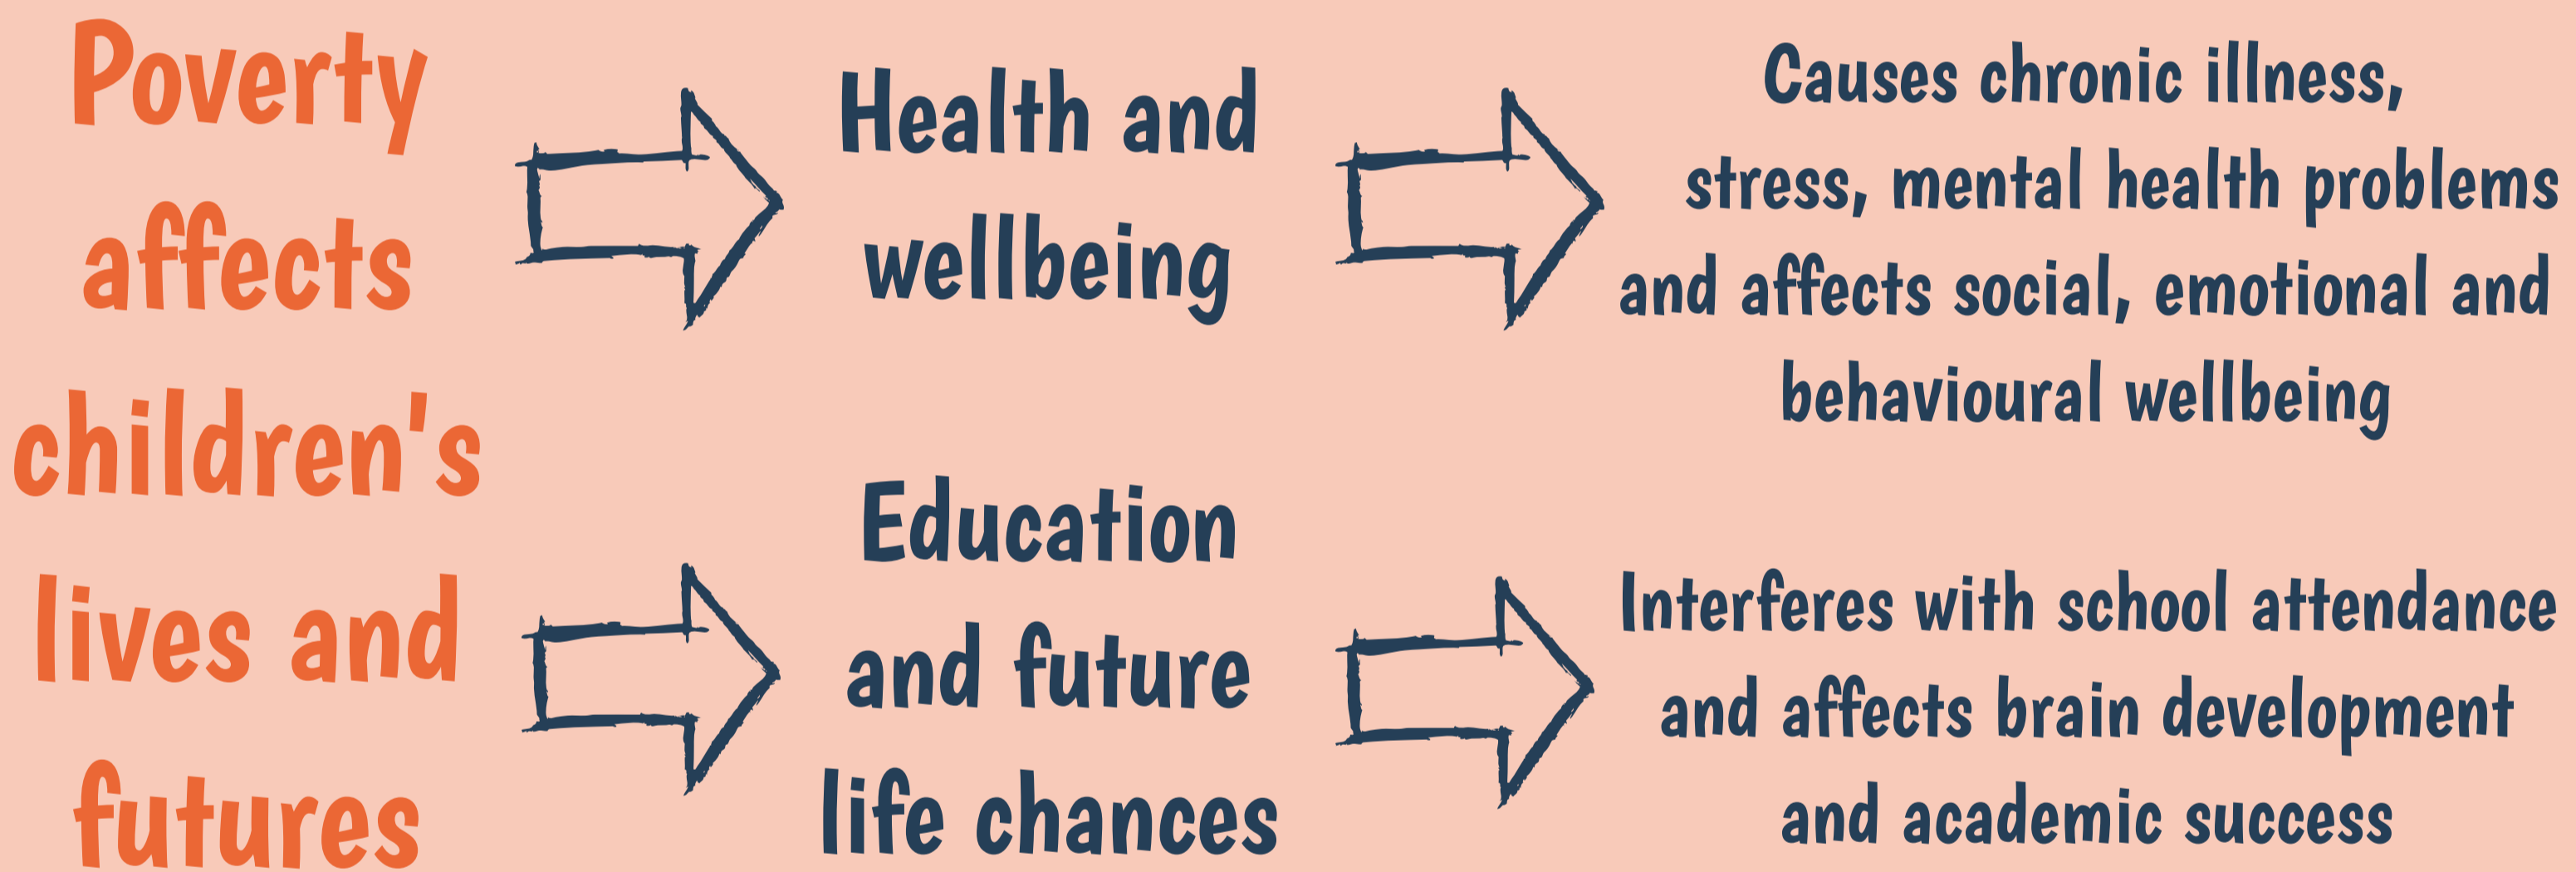 Poverty
affects
children's
lives and
futures
Health and
wellbeing
Causes chronic illness,
stress, mental health problems
and affects social, emotional and
behavioural wellbeing
Education
and future
life chances
Interferes with school attendance
and affects brain development
and academic success